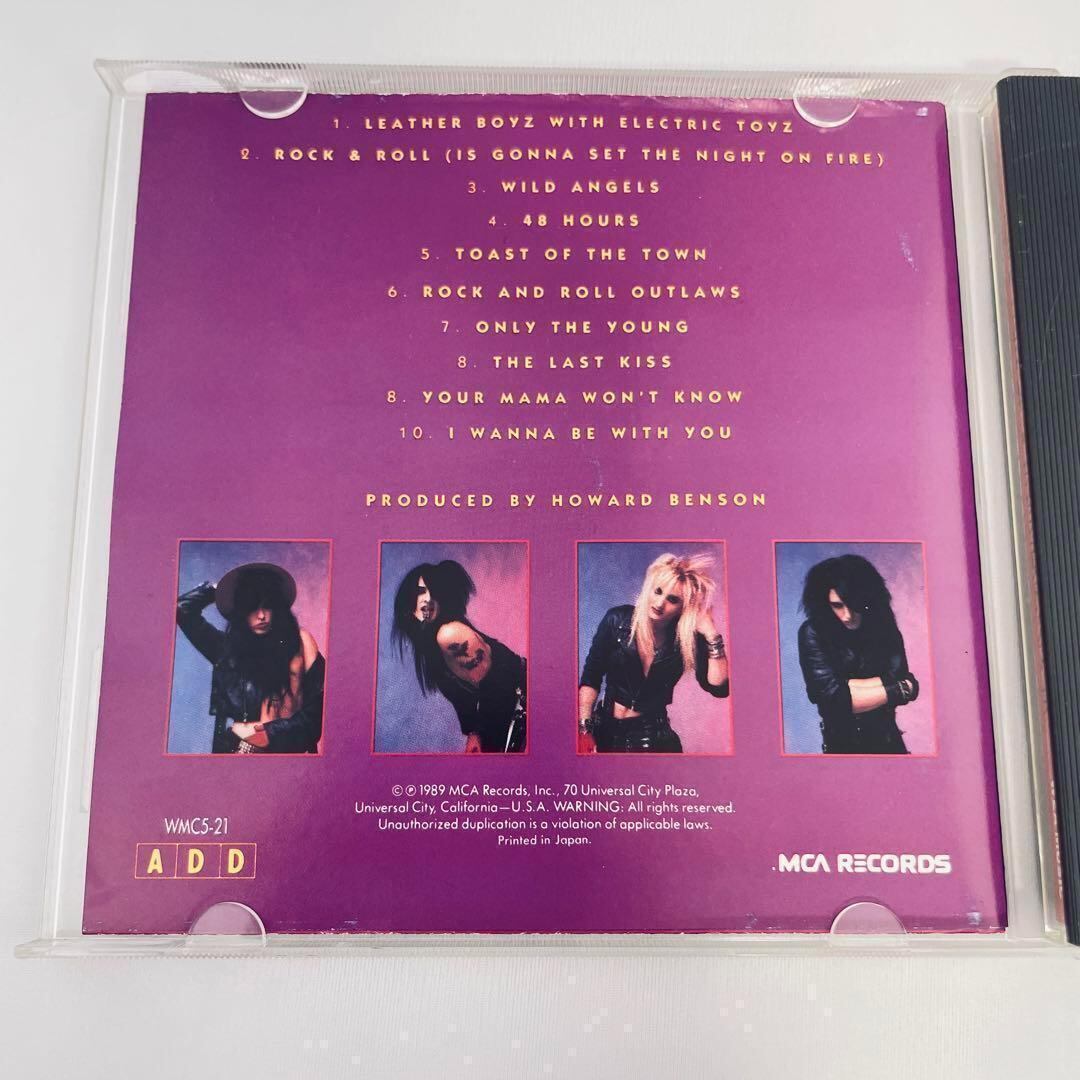 1. LEATHER BOYZ WITH ELECTRIC TOYZ
2. ROCK & ROLL (IS GONNA SET THE NIGHT ON FIRE)
3. WILD ANGELS
4. 48 HOURS
5. TOAST OF THE TOWN
6. ROCK AND ROLL OUTLAWS
7. ONLY THE YOUNG
8. THE LAST KISS
8. YOUR MAMA WON'T KNOW
10. I WANNA BE WITH YOU
PRODUCED BY HOWARD BENSON
©℗1989 MCA Records, Inc., 70 Universal City Plaza,
Universal City, California—U.S.A. WARNING: All rights reserved.
Unauthorized duplication is a violation of applicable laws.
Printed in Japan.
WMC5-21
ADD
MCA RECORDS